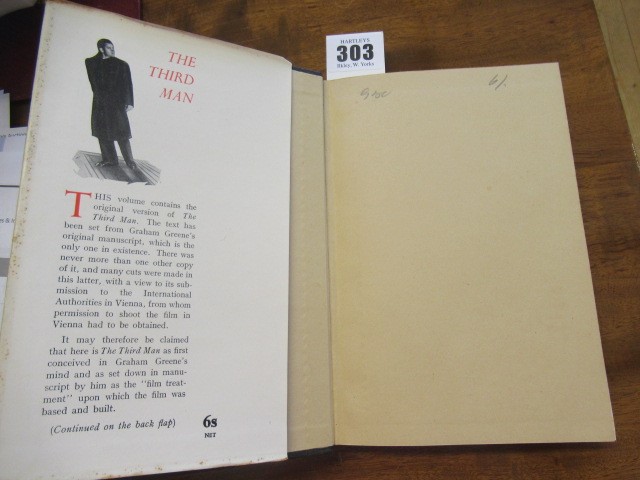 THE
THIRD
MAN
THIS volume contains the
original version of The
Third Man. The text has
been set from Graham Greene's
original manuscript, which is the
only one in existence. There was
never more than one other copy
of it, and many cuts were made in
this latter, with a view to its sub-
mission to the International
Authorities in Vienna, from whom
permission to shoot the film in
Vienna had to be obtained.
It may therefore be claimed
that here is The Third Man as first
conceived in Graham Greene's
mind and as set down in manu-
script by him as the "film treat-
ment" upon which the film was
based and built.
(Continued on the back flap)
6s
NET
HARTLEYS
303
Ilkley, W. Yorks
6/.